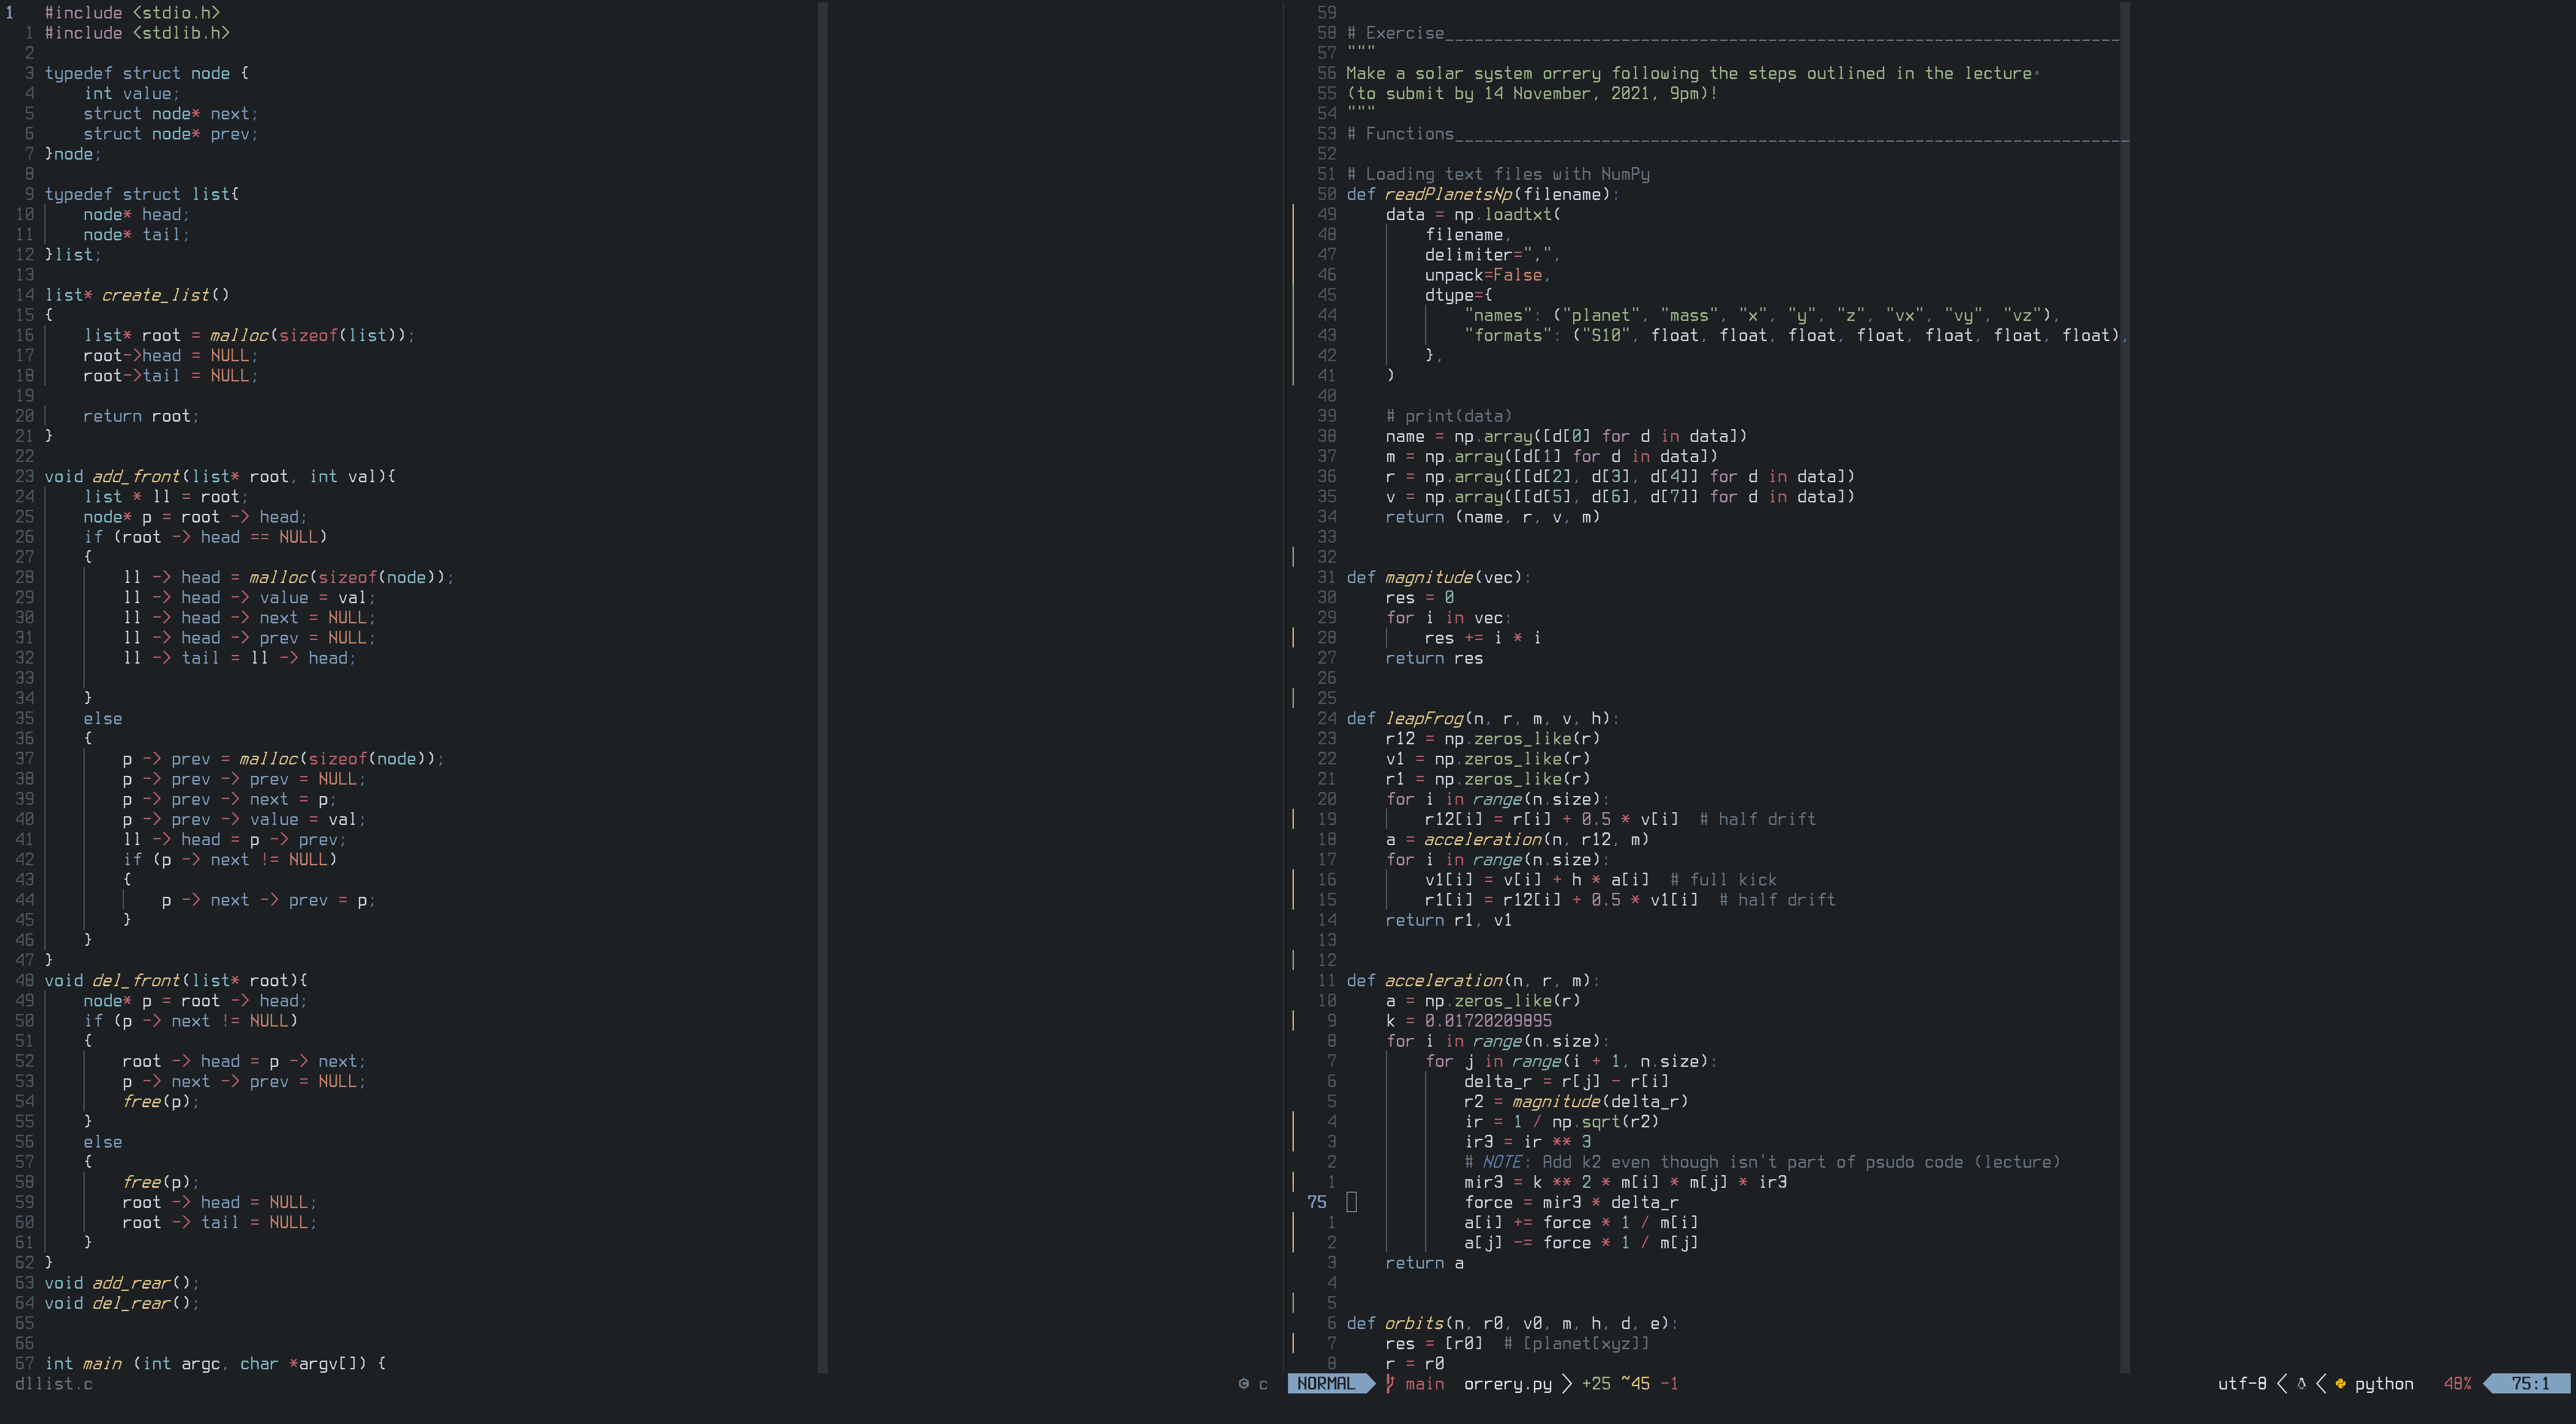 1 #include <stdio.h>
1 #include <stdlib.h>
2
3 typedef struct node {
4     int value;
5     struct node* next;
6     struct node* prev;
7 }node;
8
9 typedef struct list{
10     node* head;
11     node* tail;
12 }list;
13
14 list* create_list()
15 {
16     list* root = malloc(sizeof(list));
17     root->head = NULL;
18     root->tail = NULL;
19
20     return root;
21 }
22
23 void add_front(list* root, int val){
24     list * ll = root;
25     node* p = root -> head;
26     if (root -> head == NULL)
27     {
28         ll -> head = malloc(sizeof(node));
29         ll -> head -> value = val;
30         ll -> head -> next = NULL;
31         ll -> head -> prev = NULL;
32         ll -> tail = ll -> head;
33
34     }
35     else
36     {
37         p -> prev = malloc(sizeof(node));
38         p -> prev -> prev = NULL;
39         p -> prev -> next = p;
40         p -> prev -> value = val;
41         ll -> head = p -> prev;
42         if (p -> next != NULL)
43         {
44             p -> next -> prev = p;
45         }
46     }
47 }
48 void del_front(list* root){
49     node* p = root -> head;
50     if (p -> next != NULL)
51     {
52         root -> head = p -> next;
53         p -> next -> prev = NULL;
54         free(p);
55     }
56     else
57     {
58         free(p);
59         root -> head = NULL;
60         root -> tail = NULL;
61     }
62 }
63 void add_rear();
64 void del_rear();
65
66
67 int main (int argc, char *argv[]) {
dllist.c
c
59
58 # Exercise______________________________________________________________________
57 """
56 Make a solar system orrery following the steps outlined in the lecture
55 (to submit by 14 November, 2021, 9pm)!
54 """
53 # Functions_____________________________________________________________________
52
51 # Loading text files with NumPy
50 def readPlanetsNp(filename):
49     data = np.loadtxt(
48         filename,
47         delimiter=",",
46         unpack=False,
45         dtype={
44             "names": ("planet", "mass", "x", "y", "z", "vx", "vy", "vz"),
43             "formats": ("S10", float, float, float, float, float, float, float),
42         },
41     )
40
39     # print(data)
38     name = np.array([d[0] for d in data])
37     m = np.array([d[1] for d in data])
36     r = np.array([[d[2], d[3], d[4]] for d in data])
35     v = np.array([[d[5], d[6], d[7]] for d in data])
34     return (name, r, v, m)
33
32
31 def magnitude(vec):
30     res = 0
29     for i in vec:
28         res += i * i
27     return res
26
25
24 def leapFrog(n, r, m, v, h):
23     r12 = np.zeros_like(r)
22     v1 = np.zeros_like(r)
21     r1 = np.zeros_like(r)
20     for i in range(n.size):
19         r12[i] = r[i] + 0.5 * v[i]  # half drift
18     a = acceleration(n, r12, m)
17     for i in range(n.size):
16         v1[i] = v[i] + h * a[i]  # full kick
15         r1[i] = r12[i] + 0.5 * v1[i]  # half drift
14     return r1, v1
13
12
11 def acceleration(n, r, m):
10     a = np.zeros_like(r)
9     k = 0.01720209895
8     for i in range(n.size):
7         for j in range(i + 1, n.size):
6             delta_r = r[j] - r[i]
5             r2 = magnitude(delta_r)
4             ir = 1 / np.sqrt(r2)
3             ir3 = ir ** 3
2             # NOTE: Add k2 even though isn't part of psudo code (lecture)
1             mir3 = k ** 2 * m[i] * m[j] * ir3
75             force = mir3 * delta_r
1             a[i] += force * 1 / m[i]
2             a[j] -= force * 1 / m[j]
3     return a
4
5
6 def orbits(n, r0, v0, m, h, d, e):
7     res = [r0]  # [planet[xyz]]
8     r = r0
NORMAL main orrery.py +25 ~45 -1 utf-8 python 48% 75:1